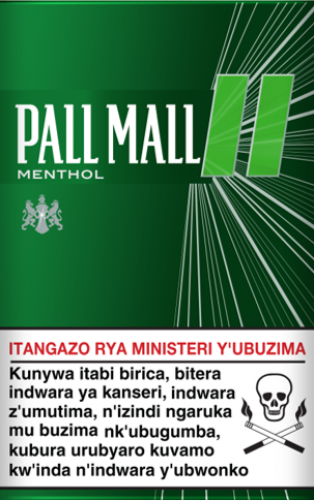 PALL MALL
MENTHOL
ITANGAZO RYA MINISTERI Y'UBUZIMA
Kunywa itabi birica, bitera
indwara ya kanseri, indwara
z'umutima, n'izindi ngaruka
mu buzima nk'ubugumba,
kubura urubyaro kuvamo
kw'inda n'indwara y'ubwonko